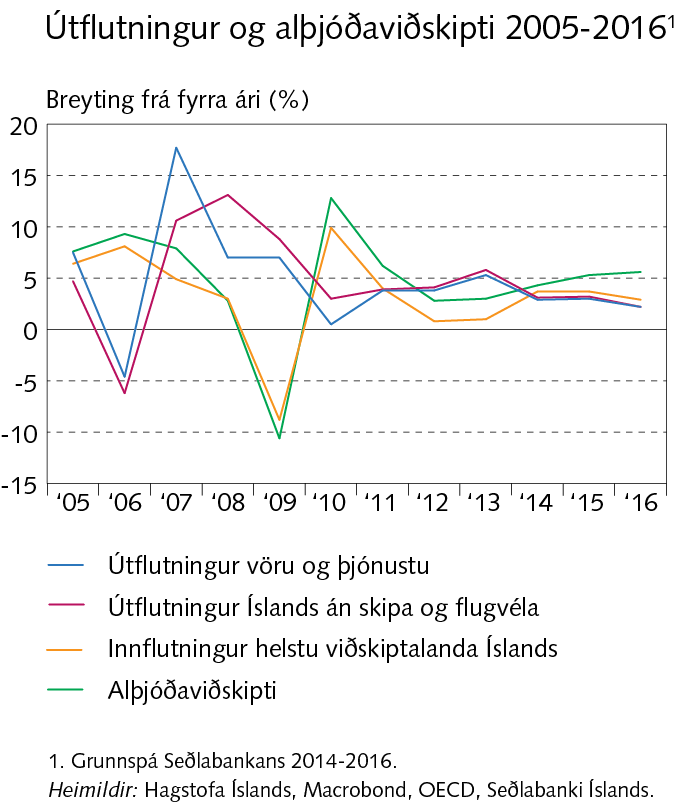 Útflutningur og alþjóðaviðskipti 2005-2016¹
Breyting frá fyrra ári (%)
20
15
10
5
0
-5
-10
-15
‘05 ‘06 ‘07 ‘08 ‘09 ‘10 ‘11 ‘12 ‘13 ‘14 ‘15 ‘16
Útflutningur vöru og þjónustu
Útflutningur Íslands án skipa og flugvéla
Innflutningur helstu viðskiptalanda Íslands
Alþjóðaviðskipti
1. Grunnspá Seðlabankans 2014-2016.
Heimildir: Hagstofa Íslands, Macrobond, OECD, Seðlabanki Íslands.